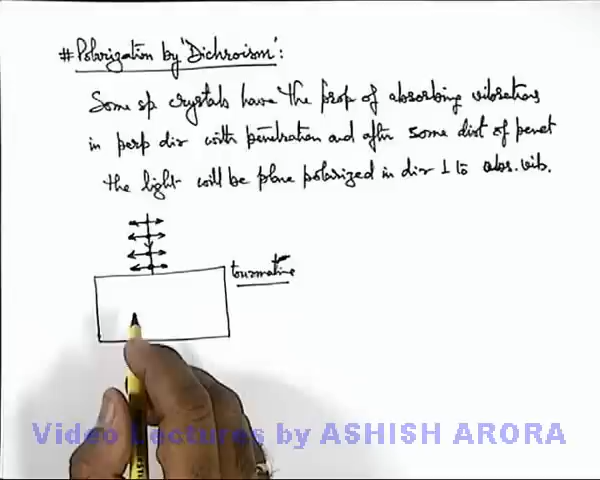 # Polarization by 'Dichroism':
Some sp crystals have the prop of absorbing vibrations
in perp dir with penetration and after some dist of penet
the light will be plane polarized in dir ⊥ to abs. vib.
tourmatine
Video Lectures by ASHISH ARORA